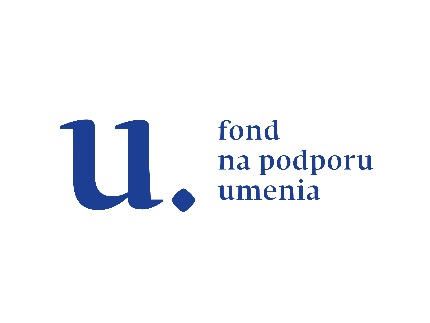 u.
fond
na podporu
umenia